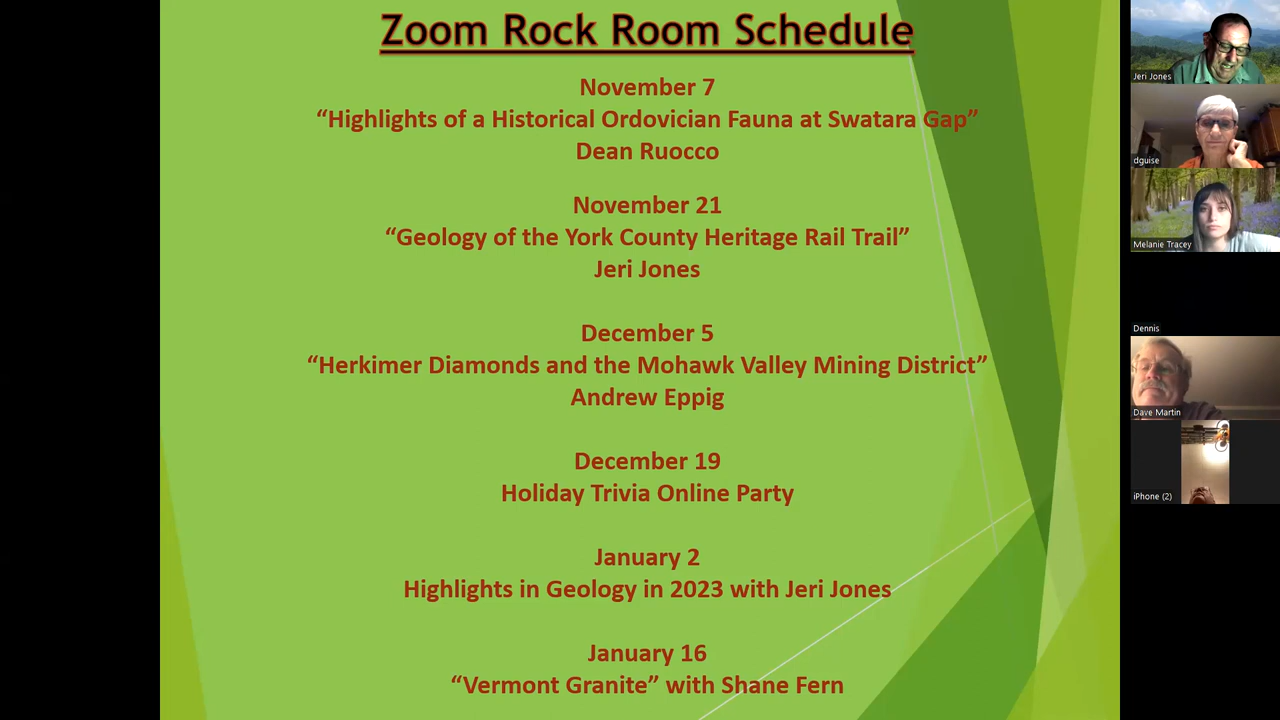 Zoom Rock Room Schedule
November 7
“Highlights of a Historical Ordovician Fauna at Swatara Gap”
Dean Ruocco
November 21
“Geology of the York County Heritage Rail Trail”
Jeri Jones
December 5
“Herkimer Diamonds and the Mohawk Valley Mining District”
Andrew Eppig
December 19
Holiday Trivia Online Party
January 2
Highlights in Geology in 2023 with Jeri Jones
January 16
“Vermont Granite” with Shane Fern
Jeri Jones
dguise
Melanie Tracey
Dennis
Dave Martin
iPhone (2)